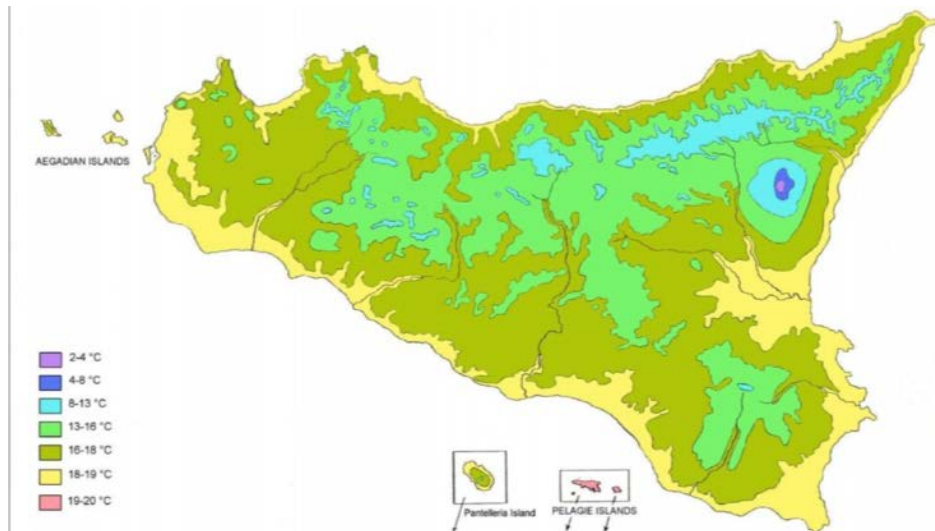 AEGADIAN ISLANDS
2-4 °C
4-8 °C
8-13 °C
13-16 °C
16-18 °C
18-19 °C
19-20 °C
Pantelleria Island
PELAGIE ISLANDS